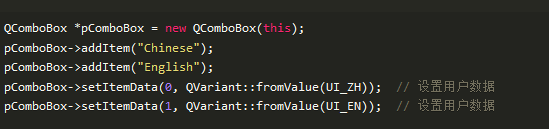 QComboBox *pComboBox = new QComboBox(this);
pComboBox->addItem("Chinese");
pComboBox->addItem("English");
pComboBox->setItemData(0, QVariant::fromValue(UI_ZH));  // 设置用户数据
pComboBox->setItemData(1, QVariant::fromValue(UI_EN));  // 设置用户数据